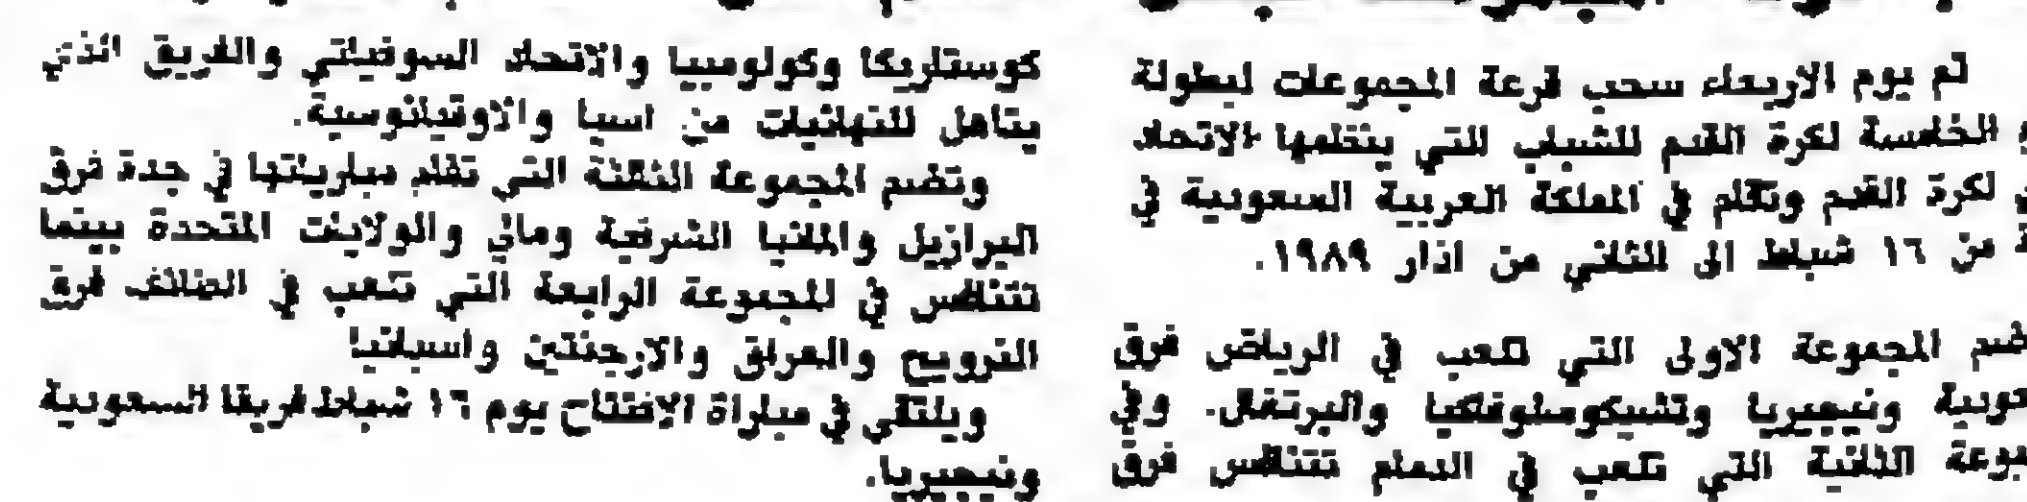 تم يوم الاربعاء سحب قرعة المجموعات لبطولة
الخامسة لكرة القدم للشباب التي ينظمها الاتحاد
لكرة القدم وتقام في المملكة العربية السعودية في
من ١٦ شباط الى الثاني من اذار ١٩٨٩.
المجموعة الاولى التي تلعب في الرياض فرق
ونيجيريا وتشيكوسلوفاكيا والبرتغال. وفي
الثانية التي تلعب في الدمام تتنافس فرق
كوستاريكا وكولومبيا والاتحاد السوفياتي والفريق الذي
يتاهل للنهائيات من اسيا والاوقيانوسية.
وتضم المجموعة الثالثة التي تقام مبارياتها في جدة فرق
البرازيل والمانيا الشرقية ومالي والولايات المتحدة بينما
تتنافس في المجموعة الرابعة التي تلعب في الطائف فرق
النرويج والعراق والارجنتين واسبانيا
ويلتقي في مباراة الافتتاح يوم ١٦ شباط فريقا السعودية
ونيجيريا.